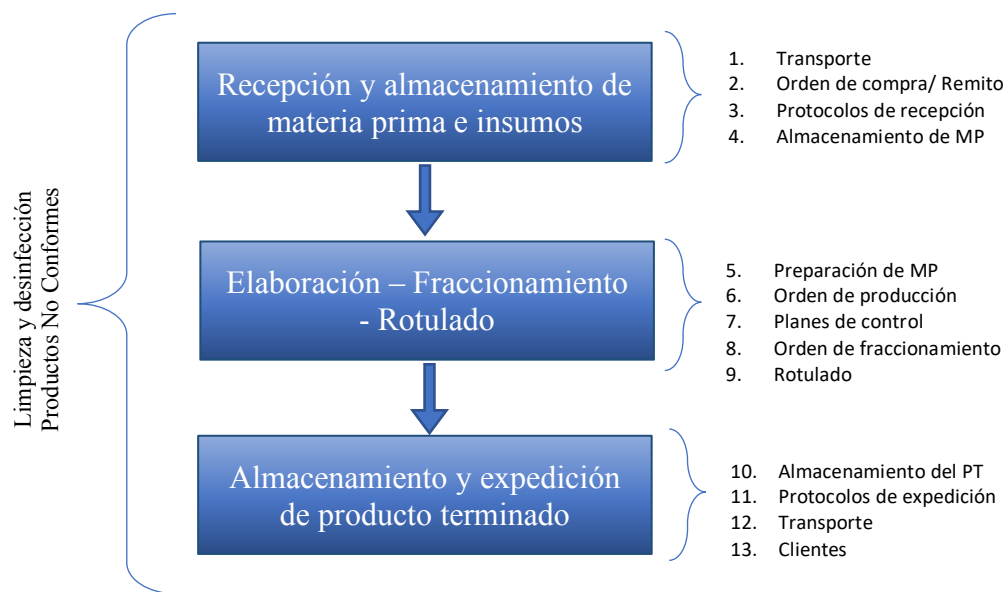 Limpieza y desinfección
Productos No Conformes
Recepción y almacenamiento de
materia prima e insumos
1. Transporte
2. Orden de compra/ Remito
3. Protocolos de recepción
4. Almacenamiento de MP
Elaboración – Fraccionamiento
- Rotulado
5. Preparación de MP
6. Orden de producción
7. Planes de control
8. Orden de fraccionamiento
9. Rotulado
Almacenamiento y expedición
de producto terminado
10. Almacenamiento del PT
11. Protocolos de expedición
12. Transporte
13. Clientes